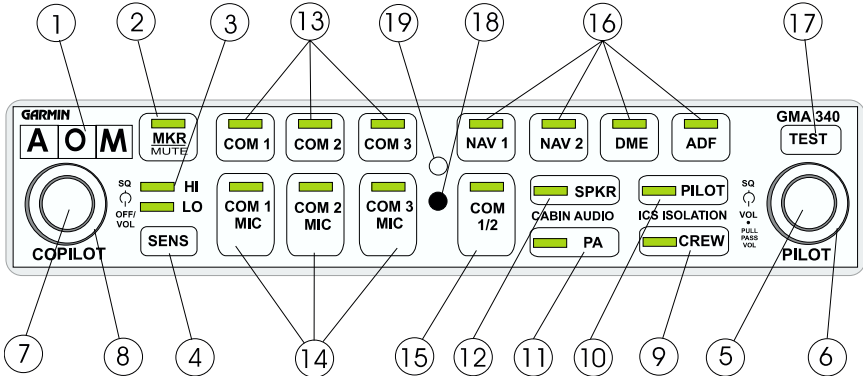 1
2
3
13
19
18
16
17
GARMIN
GMA 340
A O M
MKR
MUTE
COM 1
COM 2
COM 3
NAV 1
NAV 2
DME
ADF
TEST
SQ
OFF/
VOL
HI
LO
SENS
COPILOT
COM 1
MIC
COM 2
MIC
COM 3
MIC
COM
1/2
SPKR
CABIN AUDIO
PA
PILOT
ICS ISOLATION
CREW
SQ
VOL
PULL
PASS
VOL
PILOT
7
8
4
14
15
12
11
10
9
5
6